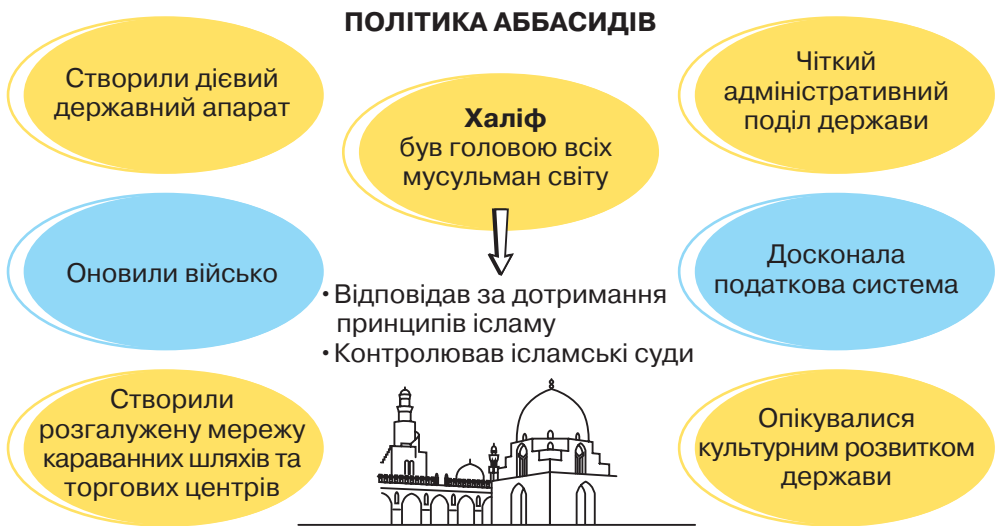 ПОЛІТИКА АББАСИДІВ
Створили дієвий
державний апарат
Халіф
був головою всіх
мусульман світу
Чіткий
адміністративний
поділ держави
Оновили військо
• Відповідав за дотримання
принципів ісламу
• Контролював ісламські суди
Досконала
податкова система
Створили
розгалужену мережу
караванних шляхів та
торгових центрів
Опікувалися
культурним розвитком
держави